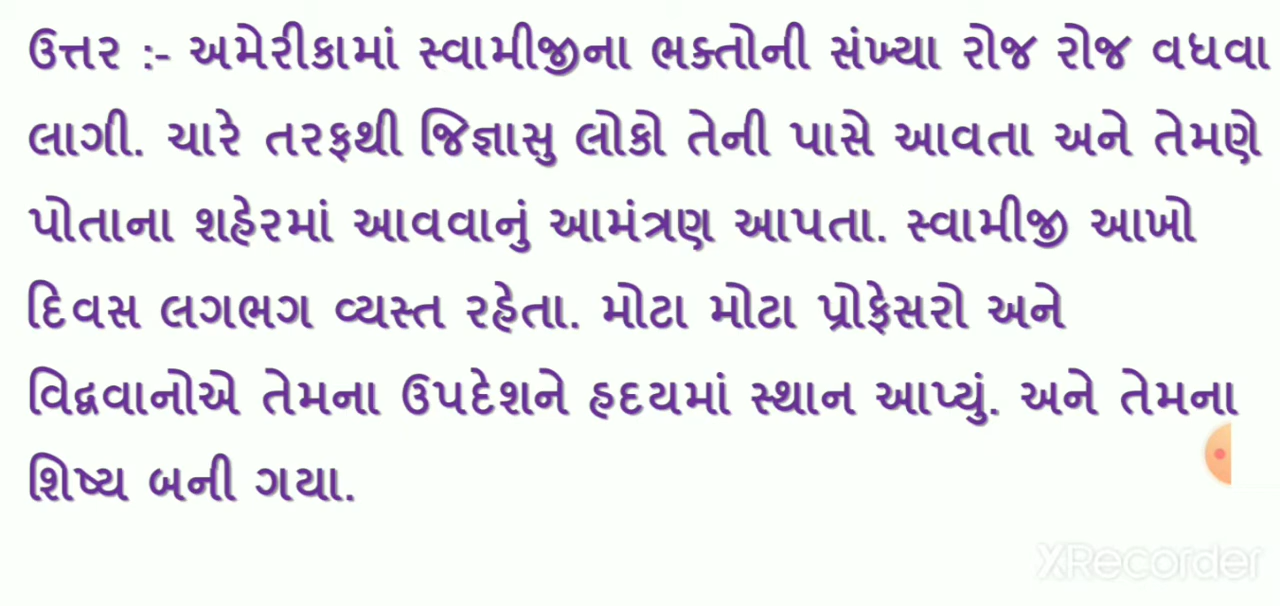 ઉત્તર :- અમેરીકામાં સ્વામીજીના ભક્તોની સંખ્યા રોજ રોજ વધવા
લાગી. ચારે તરફથી જિજ્ઞાસુ લોકો તેની પાસે આવતા અને તેમણે
પોતાના શહેરમાં આવવાનું આમંત્રણ આપતા. સ્વામીજી આખો
દિવસ લગભગ વ્યસ્ત રહેતા. મોટા મોટા પ્રોફેસરો અને
વિદ્વવાનોએ તેમના ઉપદેશને હદયમાં સ્થાન આપ્યું. અને તેમના
શિષ્ય બની ગયા.
XRecorder